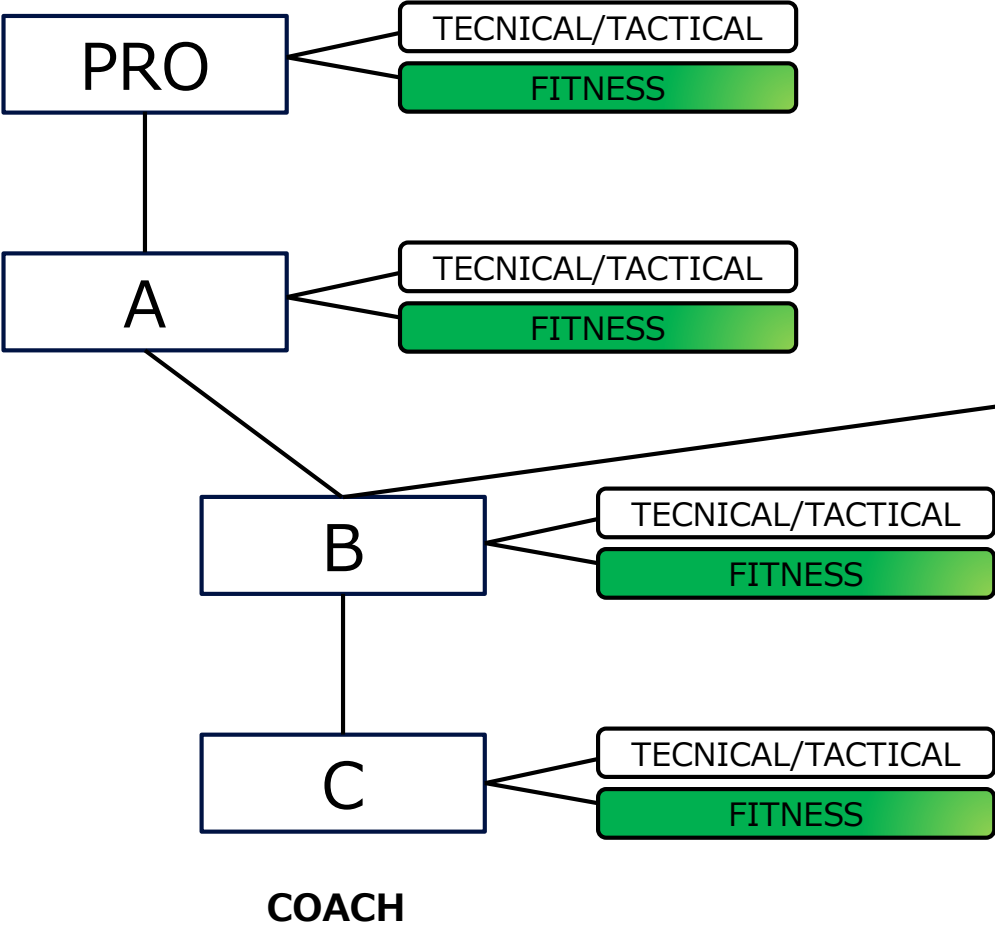 PRO
TECNICAL/TACTICAL
FITNESS
A
TECNICAL/TACTICAL
FITNESS
B
TECNICAL/TACTICAL
FITNESS
C
TECNICAL/TACTICAL
FITNESS
COACH